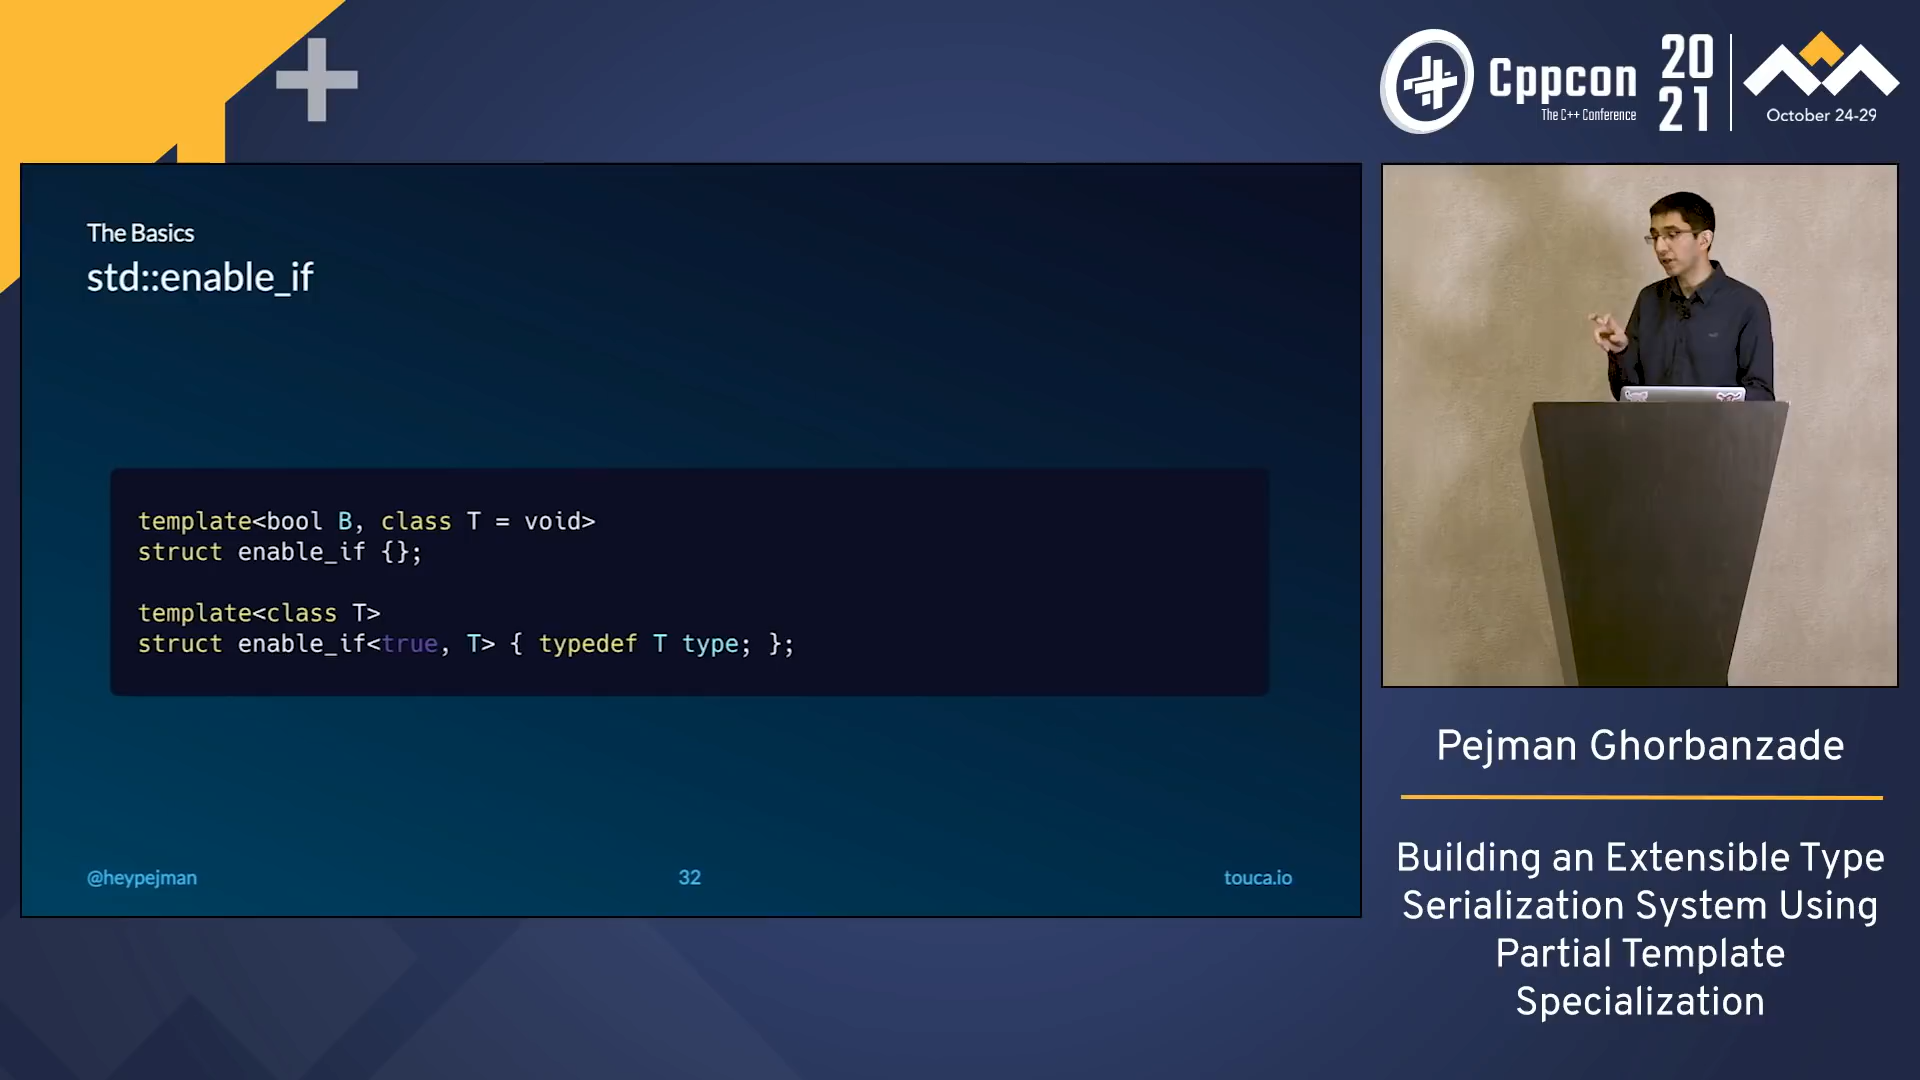 Cppcon
The C++ Conference
20
21
October 24-29
The Basics
std::enable_if
template<bool B, class T = void>
struct enable_if {};
template<class T>
struct enable_if<true, T> { typedef T type; };
@heypejman
32
touca.io
Pejman Ghorbanzade
Building an Extensible Type
Serialization System Using
Partial Template
Specialization